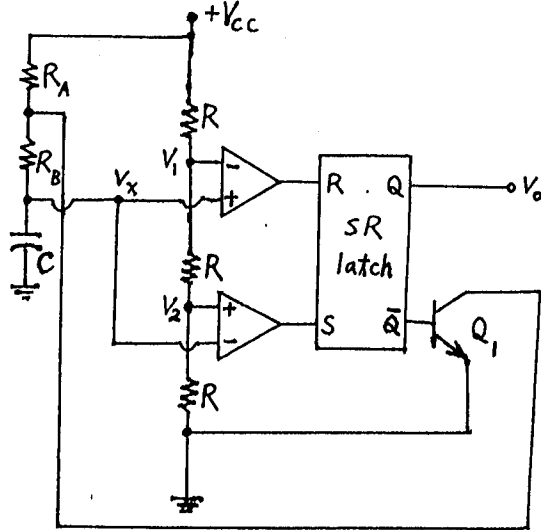 +VCC
RA
R
RB
V1
-
Vx
+
R Q
Vo
SR
latch
C
R
V2
+
-
S Q̅
Q1
R